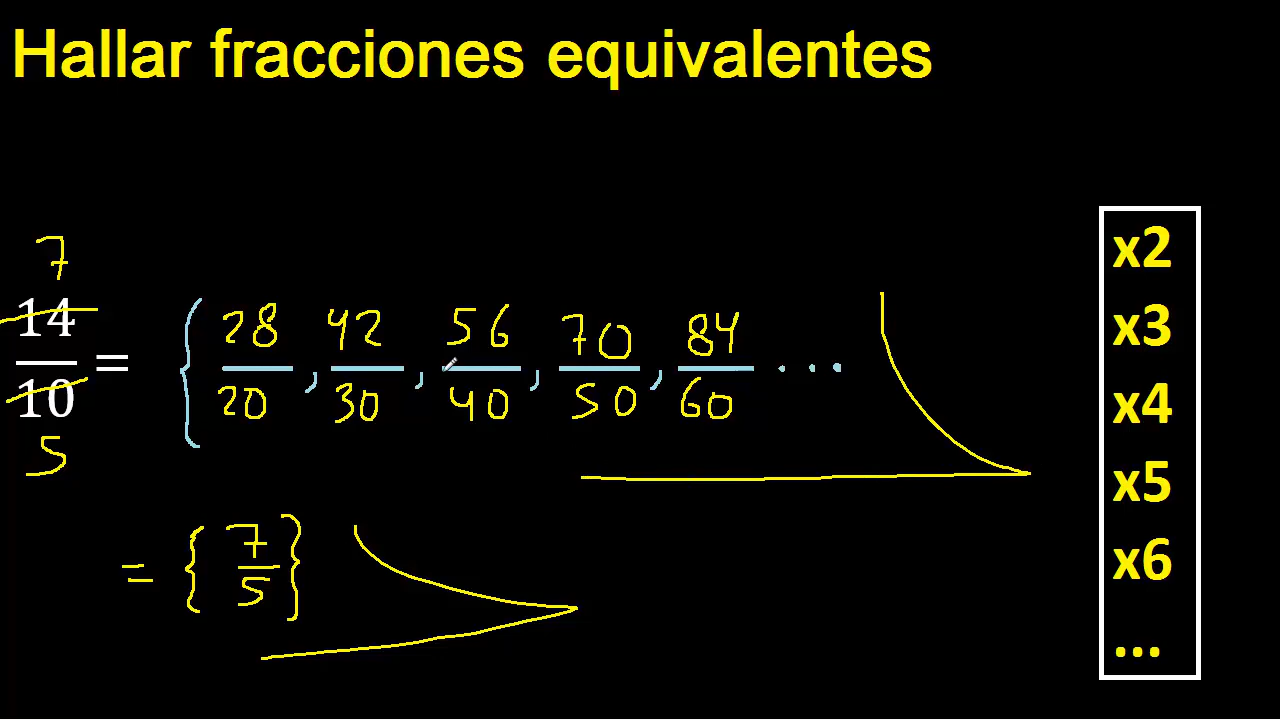 Hallar fracciones equivalentes
7
14
10
5
=
{ 28/20 , 42/30 , 56/40 , 70/50 , 84/60 ...
= { 7/5 }
x2
x3
x4
x5
x6
...